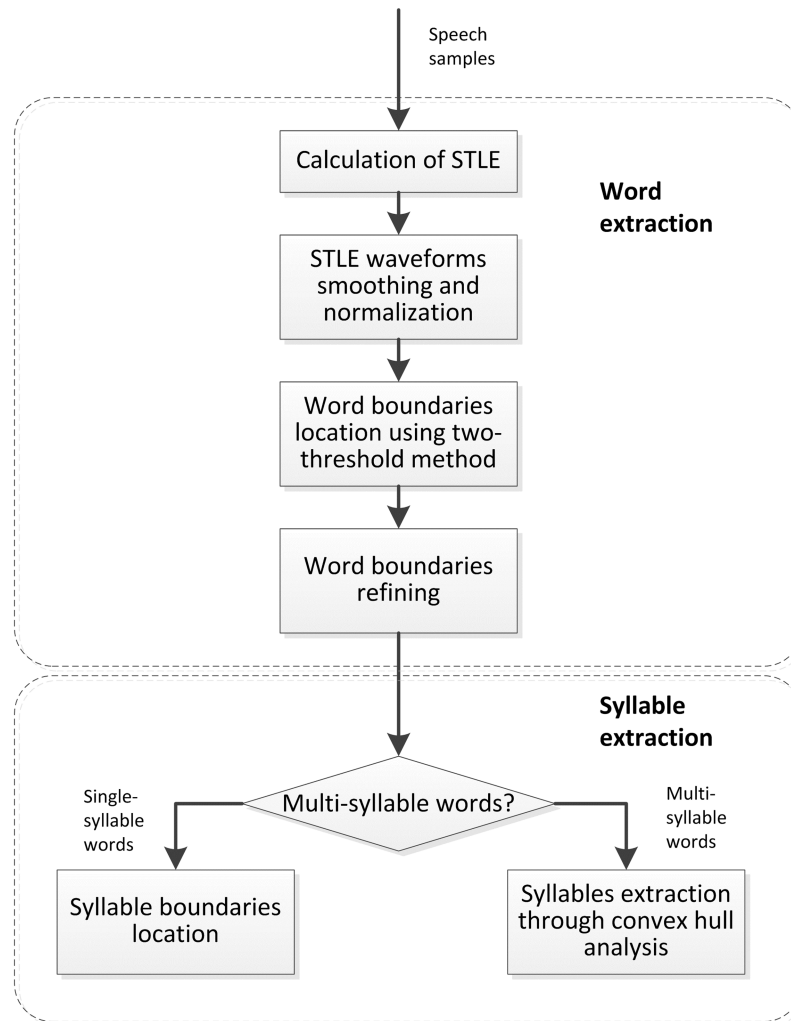 Speech
samples
Calculation of STLE
Word
extraction
STLE waveforms
smoothing and
normalization
Word boundaries
location using two-
threshold method
Word boundaries
refining
Syllable
extraction
Multi-syllable words?
Single-
syllable
words
Multi-
syllable
words
Syllable boundaries
location
Syllables extraction
through convex hull
analysis